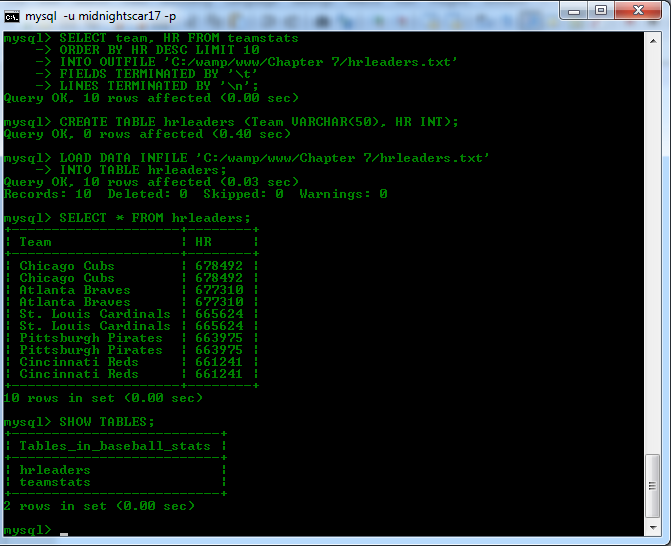 mysql -u midnightscar17 -p
mysql> SELECT team, HR FROM teamstats
    -> ORDER BY HR DESC LIMIT 10
    -> INTO OUTFILE 'C:/wamp/www/Chapter 7/hrleaders.txt'
    -> FIELDS TERMINATED BY '\t'
    -> LINES TERMINATED BY '\n';
Query OK, 10 rows affected (0.00 sec)
mysql> CREATE TABLE hrleaders (Team VARCHAR(50), HR INT);
Query OK, 0 rows affected (0.40 sec)
mysql> LOAD DATA INFILE 'C:/wamp/www/Chapter 7/hrleaders.txt'
    -> INTO TABLE hrleaders;
Query OK, 10 rows affected (0.03 sec)
Records: 10  Deleted: 0  Skipped: 0  Warnings: 0
mysql> SELECT * FROM hrleaders;
+---------------------+--------+
| Team                | HR     |
+---------------------+--------+
| Chicago Cubs        | 678492 |
| Chicago Cubs        | 678492 |
| Atlanta Braves      | 677310 |
| Atlanta Braves      | 677310 |
| St. Louis Cardinals | 665624 |
| St. Louis Cardinals | 665624 |
| Pittsburgh Pirates  | 663975 |
| Pittsburgh Pirates  | 663975 |
| Cincinnati Reds     | 661241 |
| Cincinnati Reds     | 661241 |
+---------------------+--------+
10 rows in set (0.00 sec)
mysql> SHOW TABLES;
+--------------------------+
| Tables_in_baseball_stats |
+--------------------------+
| hrleaders                |
| teamstats                |
+--------------------------+
2 rows in set (0.00 sec)
mysql> _